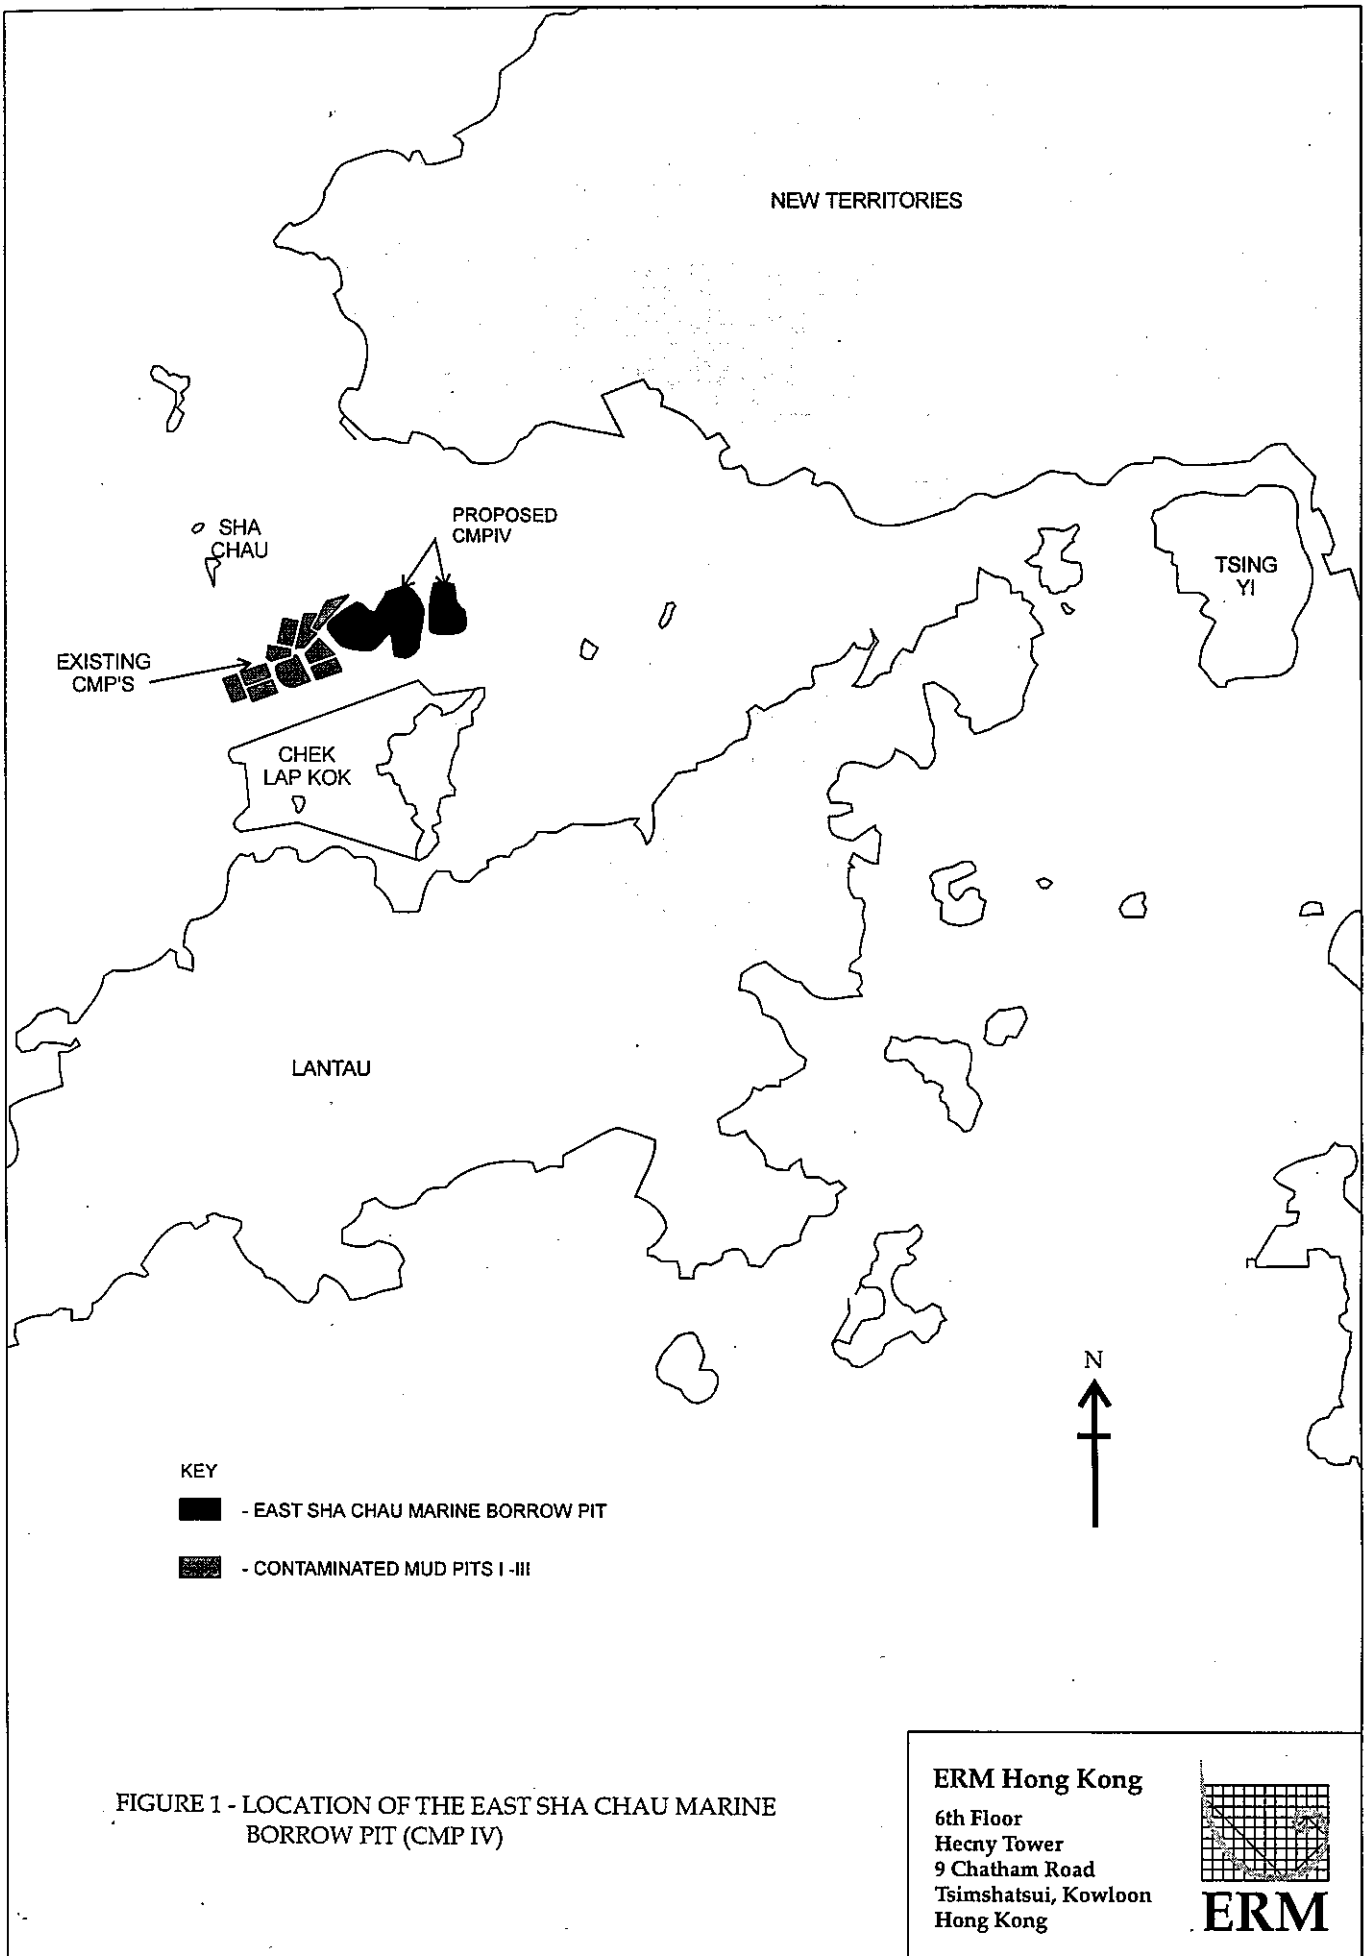 NEW TERRITORIES
PROPOSED
CMPIV
SHA
CHAU
TSING
YI
EXISTING
CMP'S
CHEK
LAP KOK
LANTAU
N
KEY
- EAST SHA CHAU MARINE BORROW PIT
- CONTAMINATED MUD PITS I -III
FIGURE 1 - LOCATION OF THE EAST SHA CHAU MARINE
BORROW PIT (CMP IV)
ERM Hong Kong
6th Floor
Hecny Tower
9 Chatham Road
Tsimshatsui, Kowloon
Hong Kong
ERM